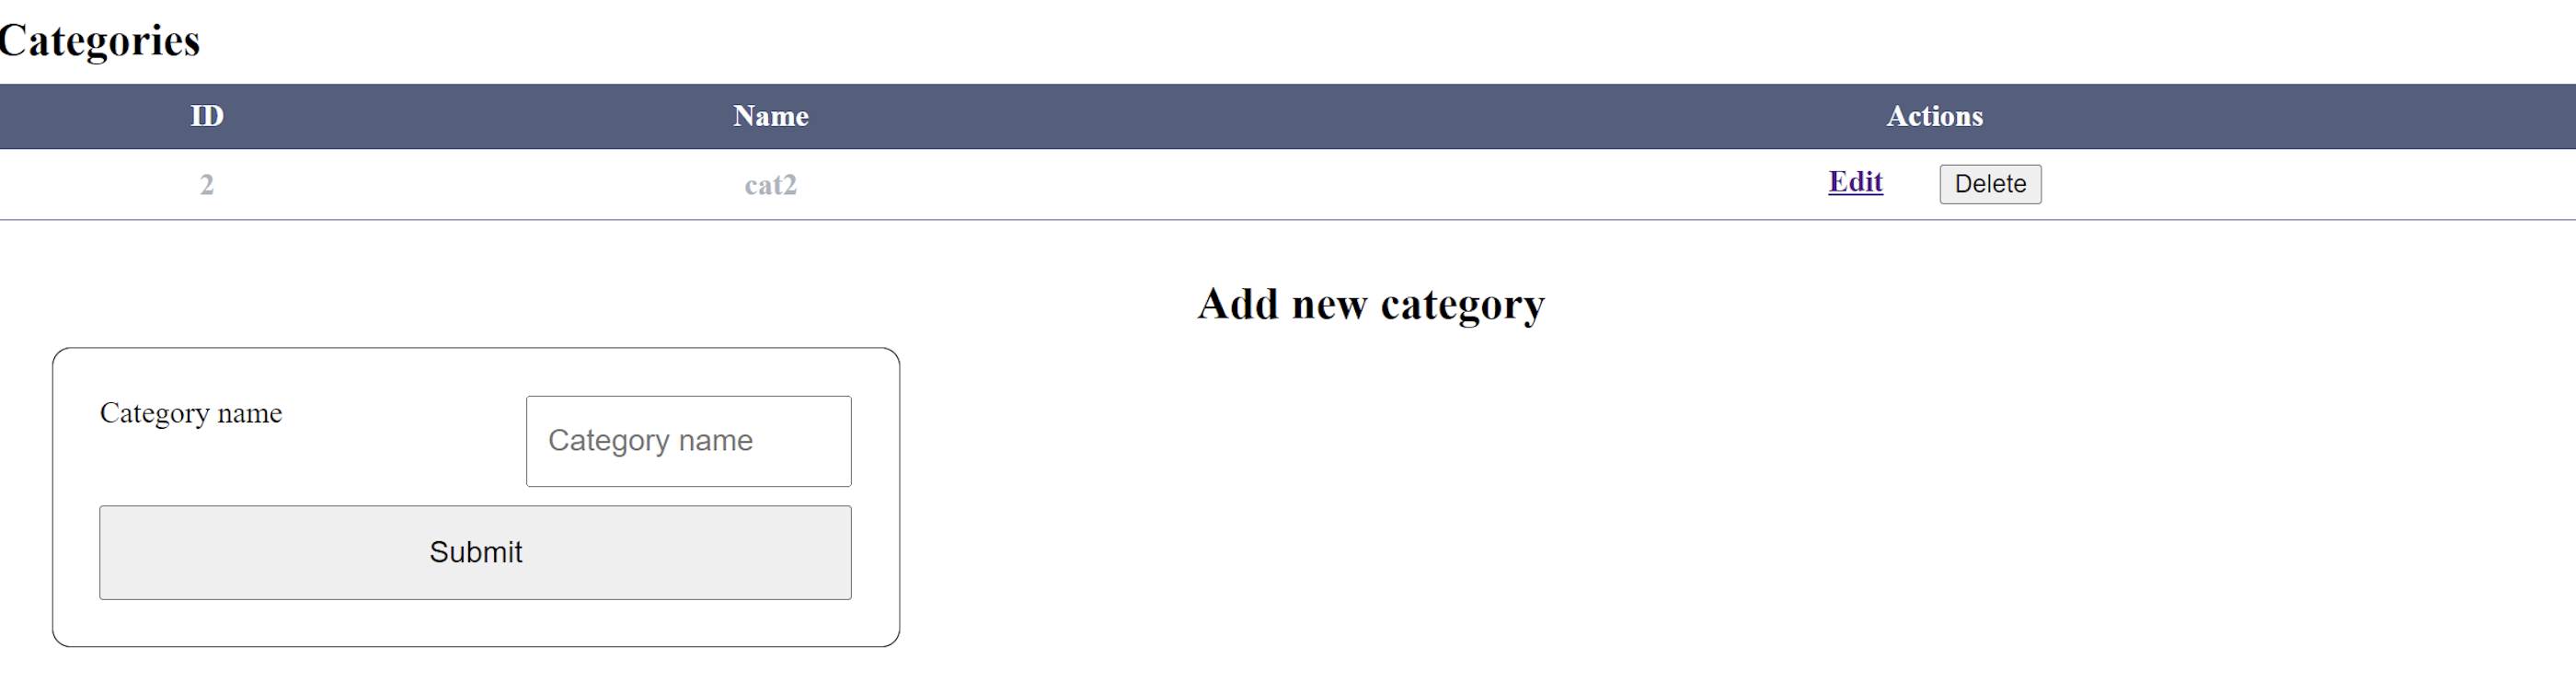 Categories
ID Name Actions
2 cat2 Edit Delete
Add new category
Category name Category name
Submit